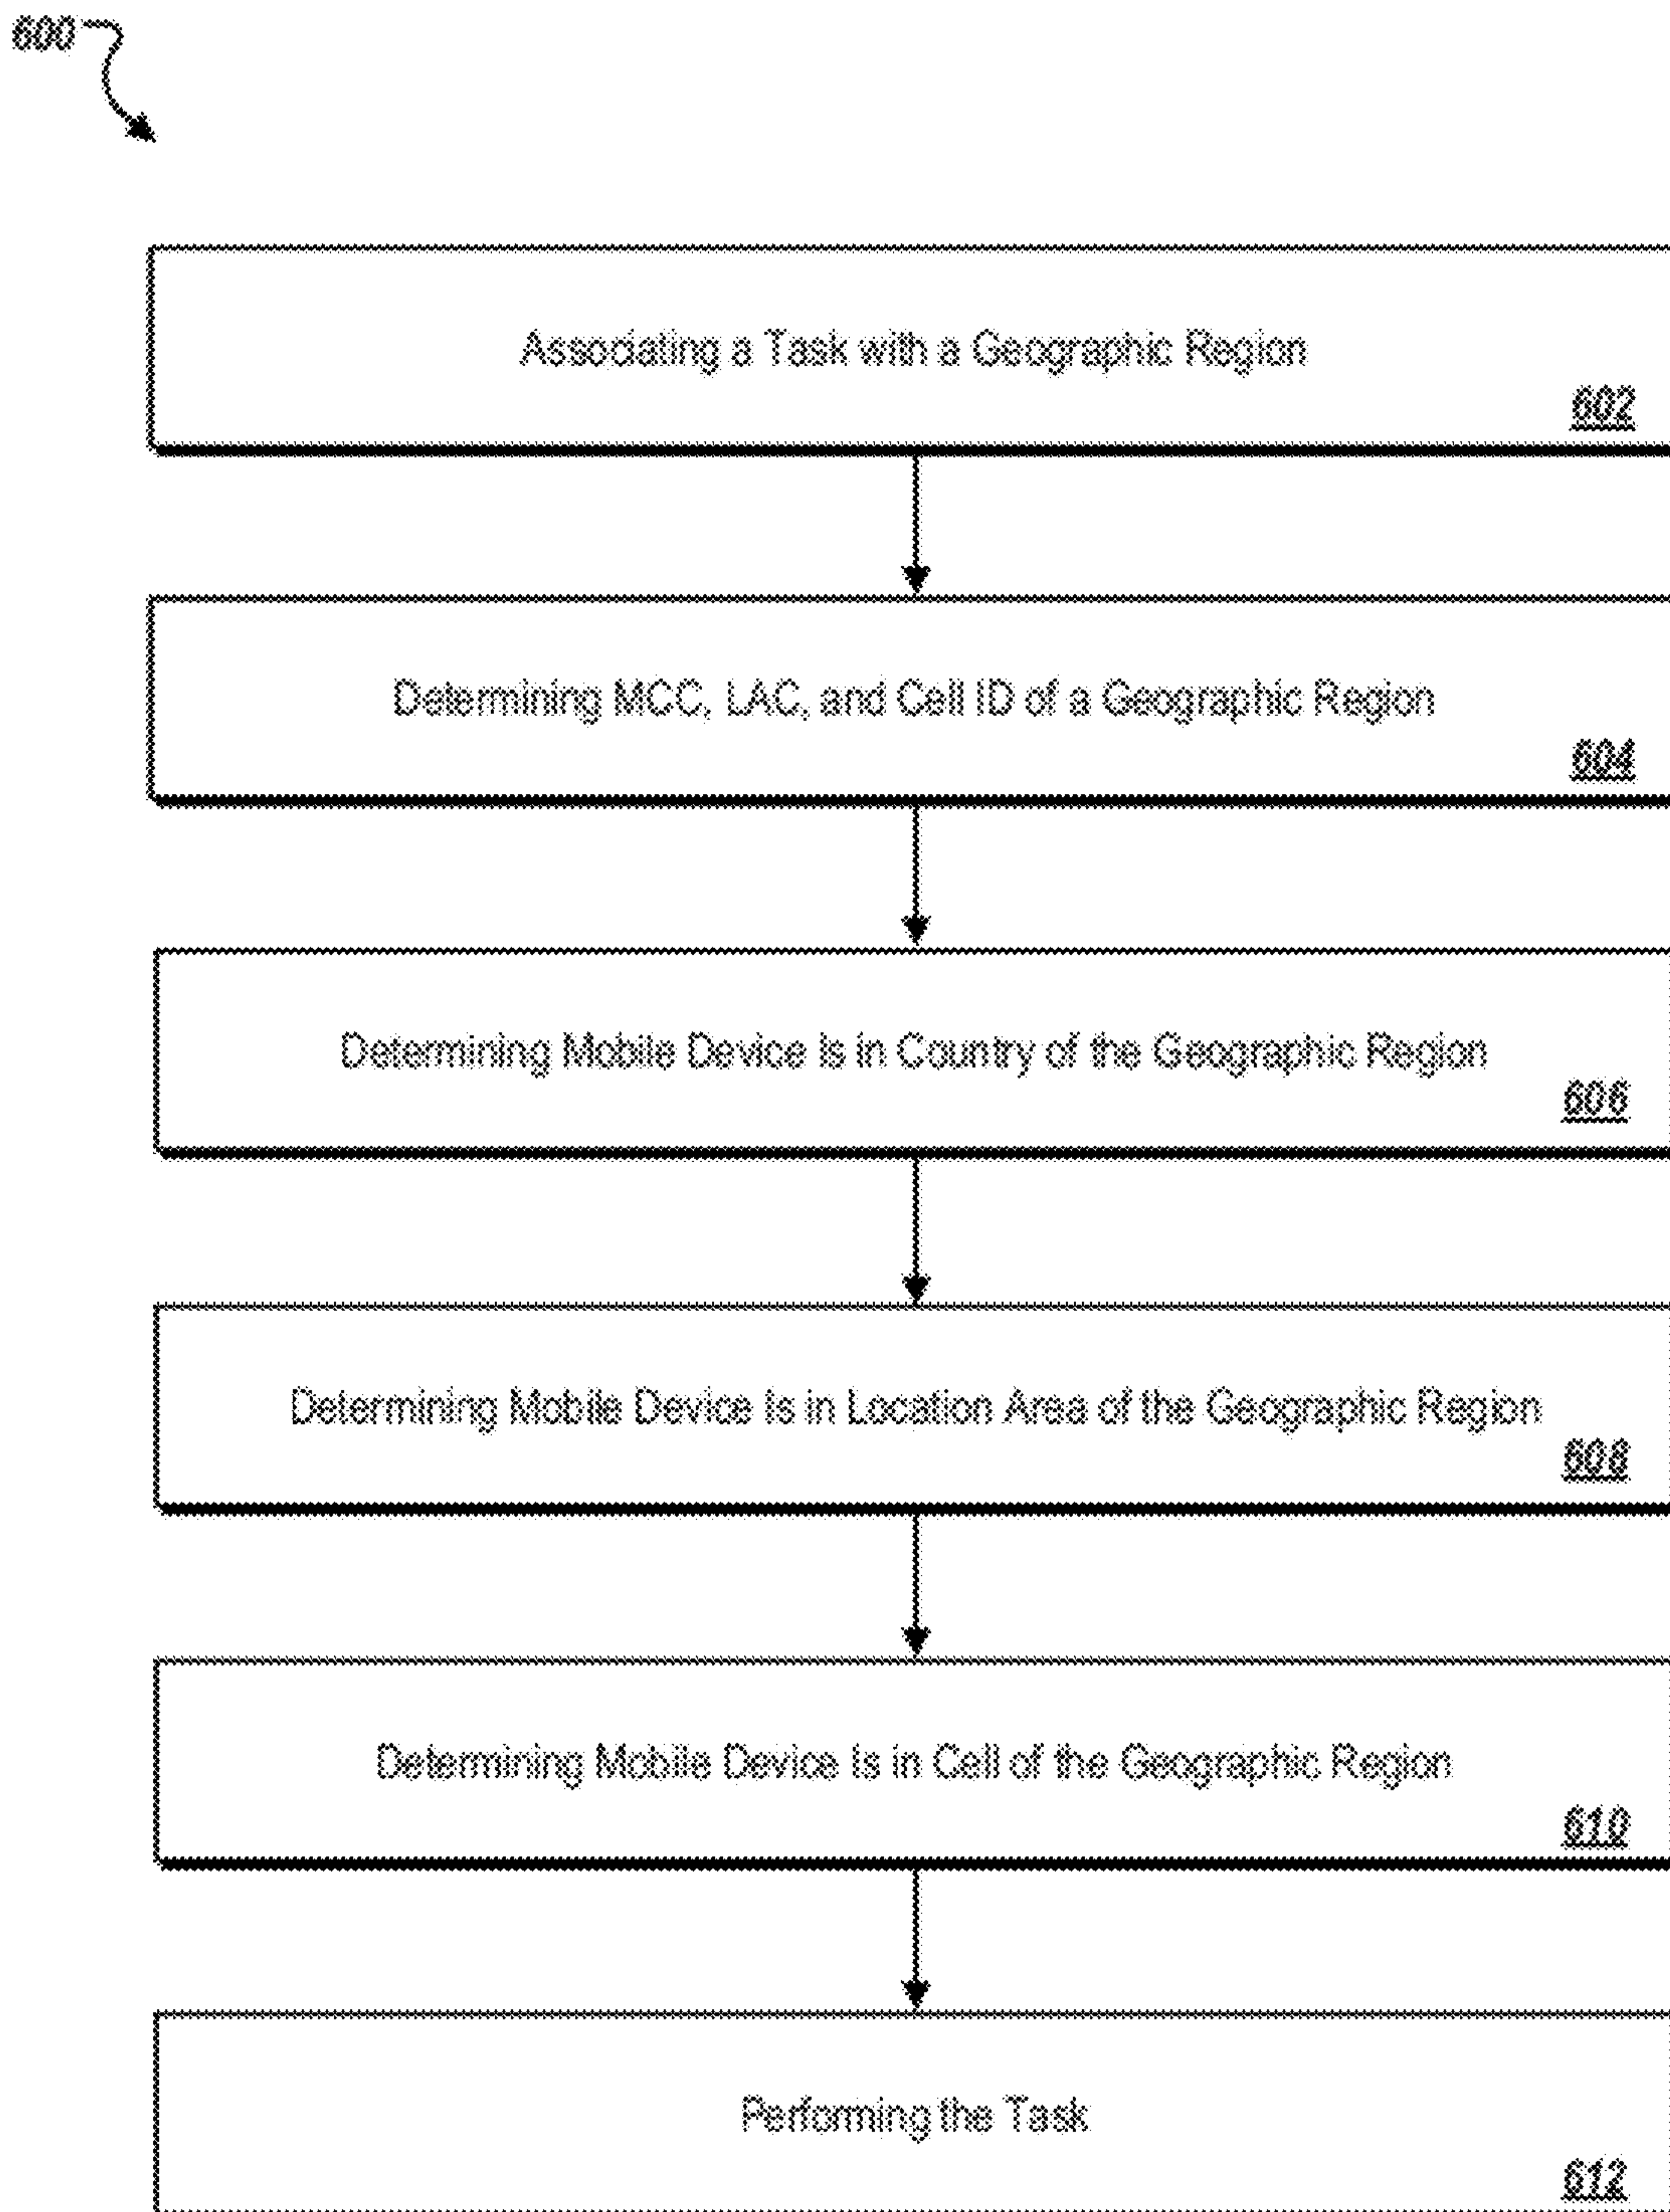 600
Associating a Task with a Geographic Region
602
Determining MCC, LAC, and Cell ID of a Geographic Region
604
Determining Mobile Device Is in Country of the Geographic Region
606
Determining Mobile Device Is in Location Area of the Geographic Region
608
Determining Mobile Device Is in Cell of the Geographic Region
610
Performing the Task
612